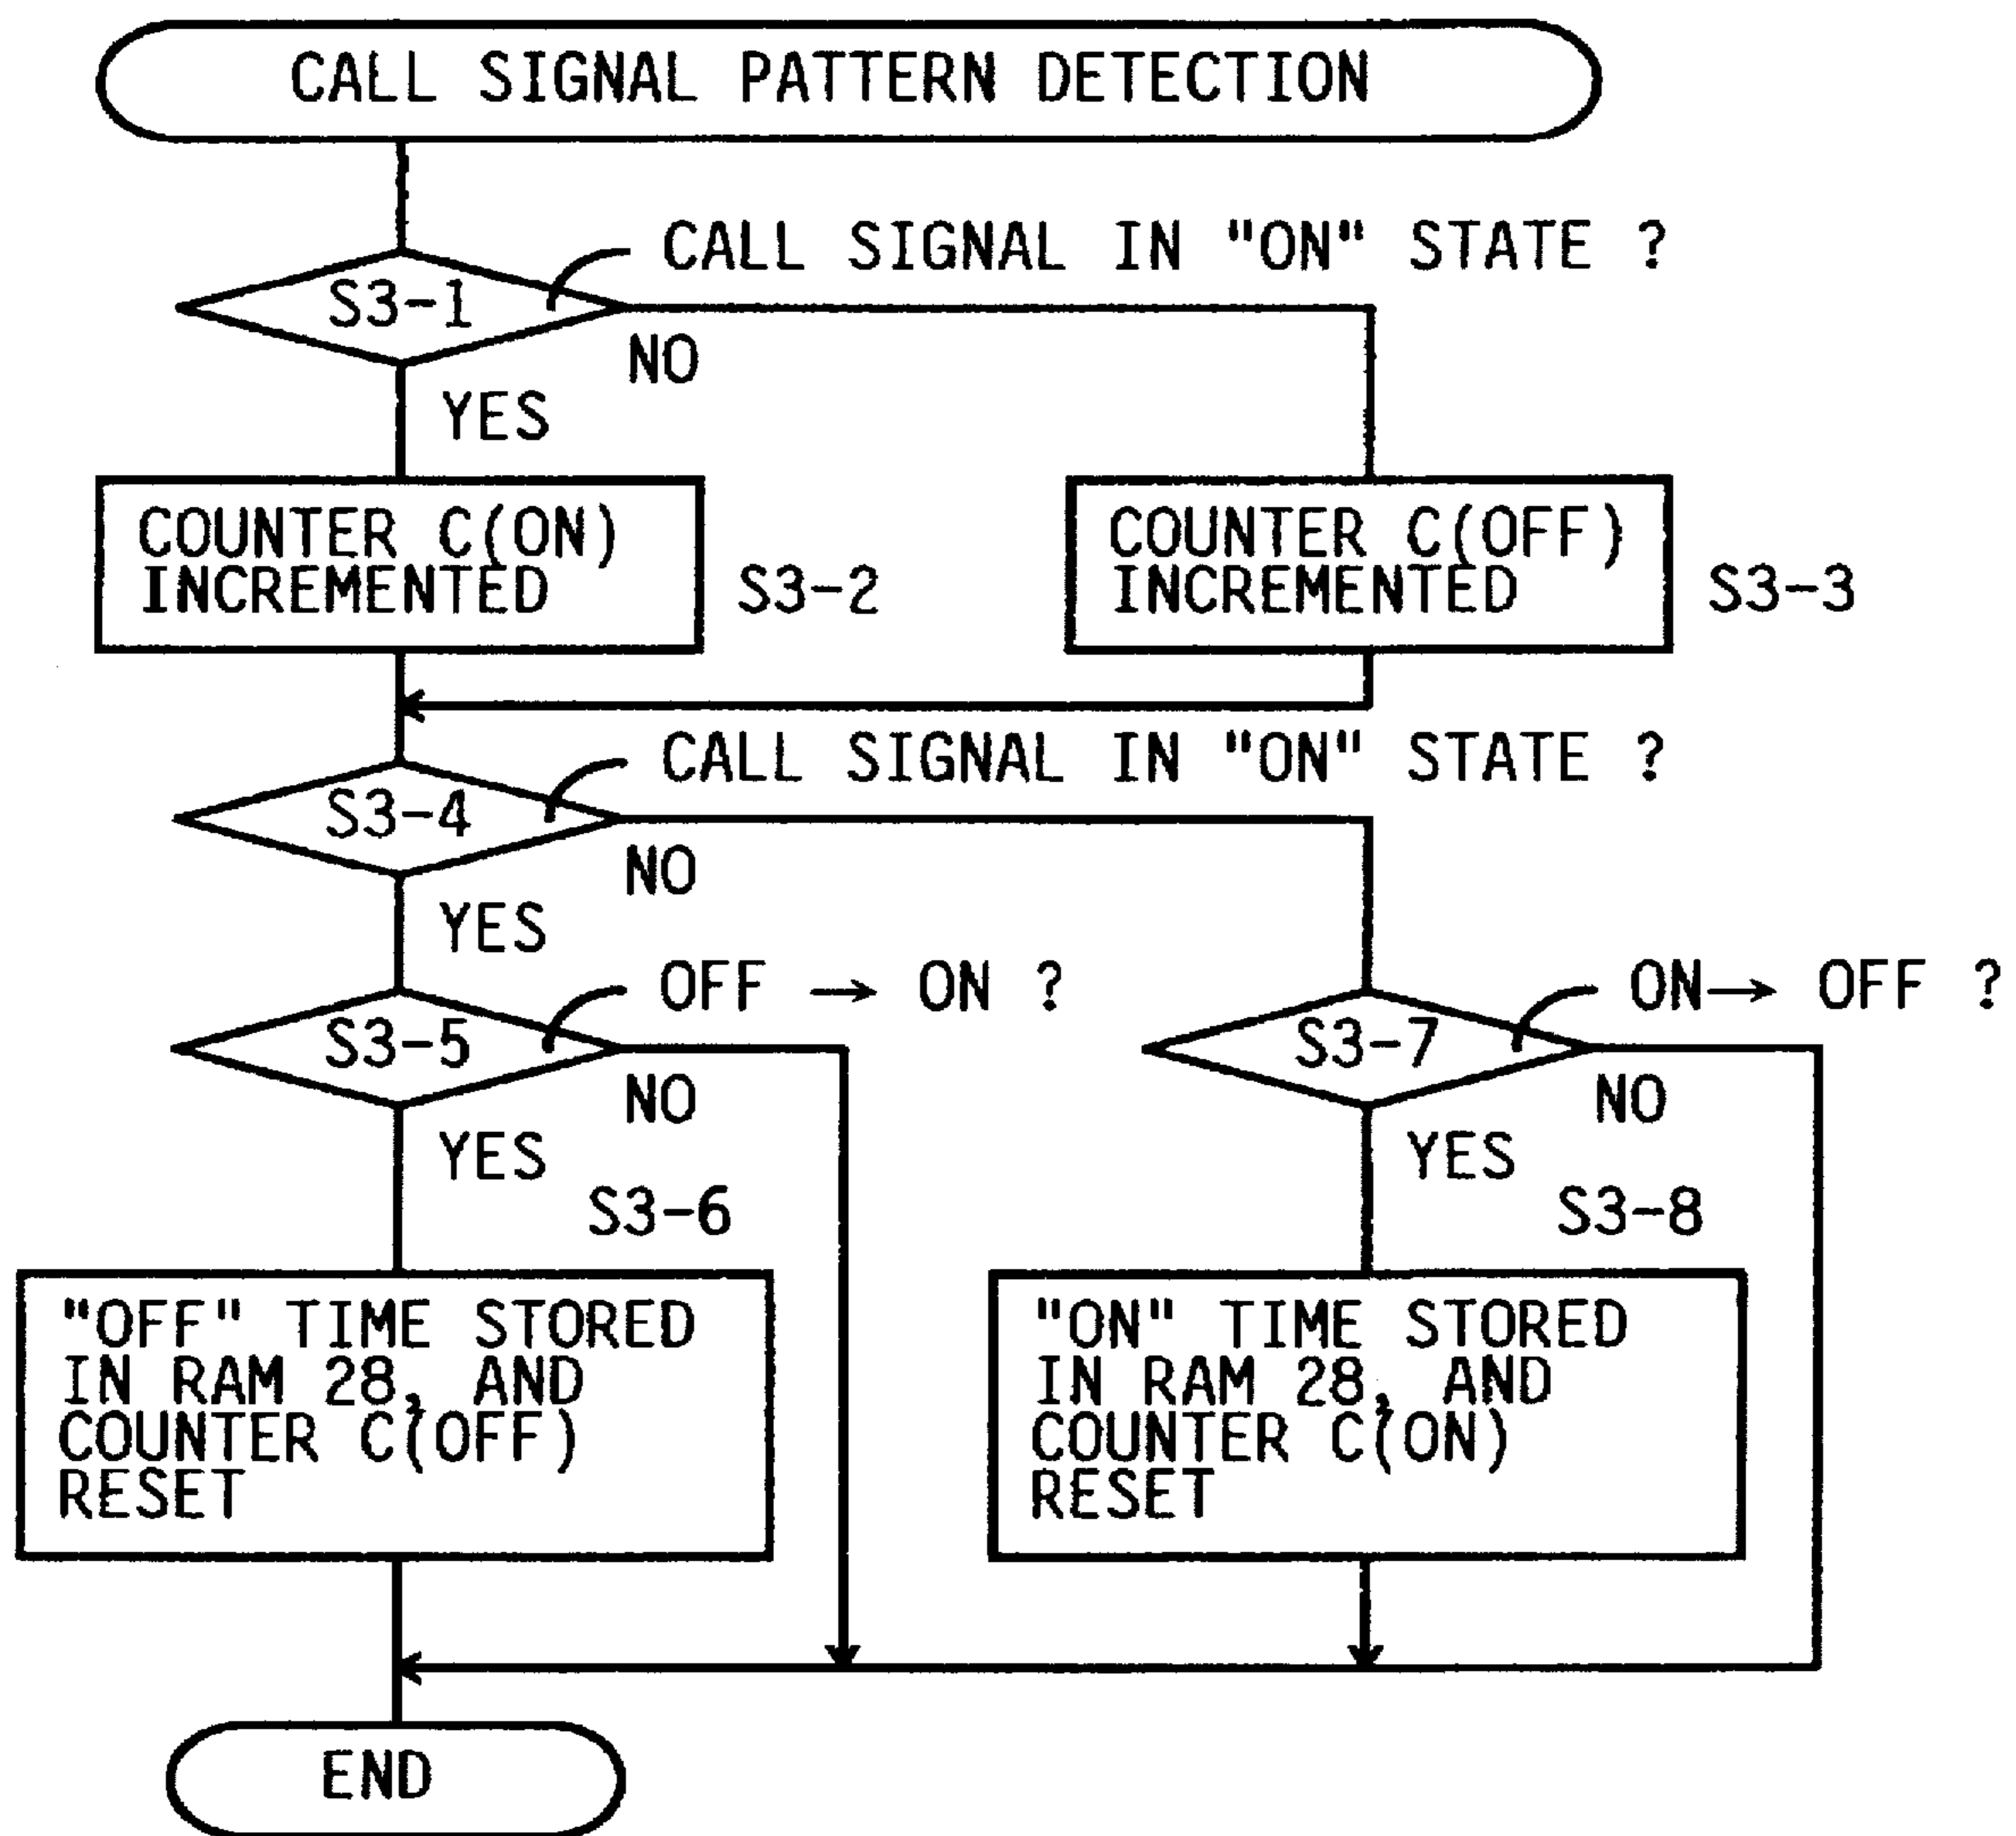 CALL SIGNAL PATTERN DETECTION
CALL SIGNAL IN "ON" STATE ?
S3-1
NO
YES
COUNTER C(ON)
INCREMENTED
S3-2
COUNTER C(OFF)
INCREMENTED
S3-3
CALL SIGNAL IN "ON" STATE ?
S3-4
NO
YES
OFF → ON ?
S3-5
NO
YES
ON→ OFF ?
S3-7
NO
YES
S3-6
"OFF" TIME STORED
IN RAM 28, AND
COUNTER C(OFF)
RESET
S3-8
"ON" TIME STORED
IN RAM 28, AND
COUNTER C(ON)
RESET
END